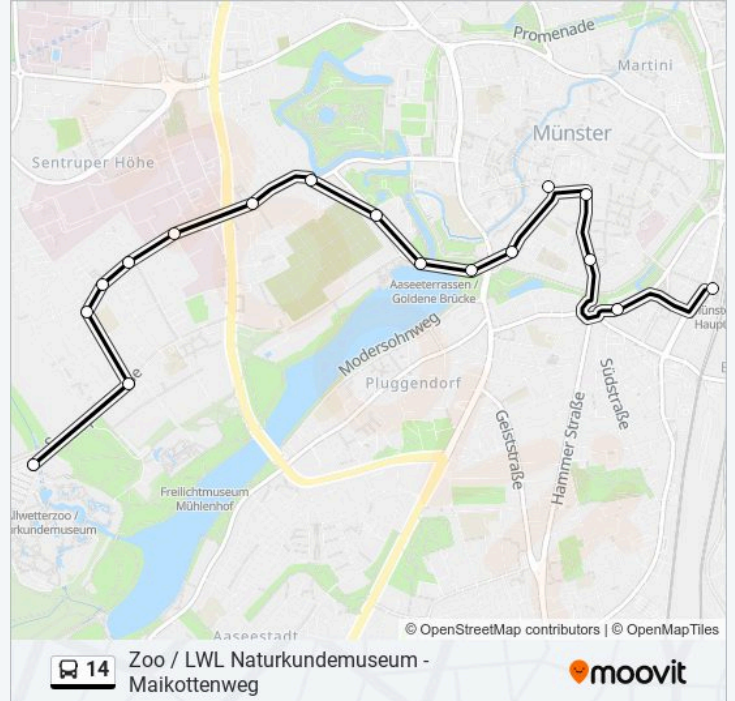 Promenade
Martini
Münster
Sentruper Höhe
Aaseeterrassen /
Goldene Brücke
Modersohnweg
Pluggendorf
Südstraße
Hammer Straße
Geiststraße
Freilichtmuseum
Mühlenhof
Aaseestadt
© OpenStreetMap contributors | © OpenMapTiles
14
Zoo / LWL Naturkundemuseum -
Maikottenweg
moovit